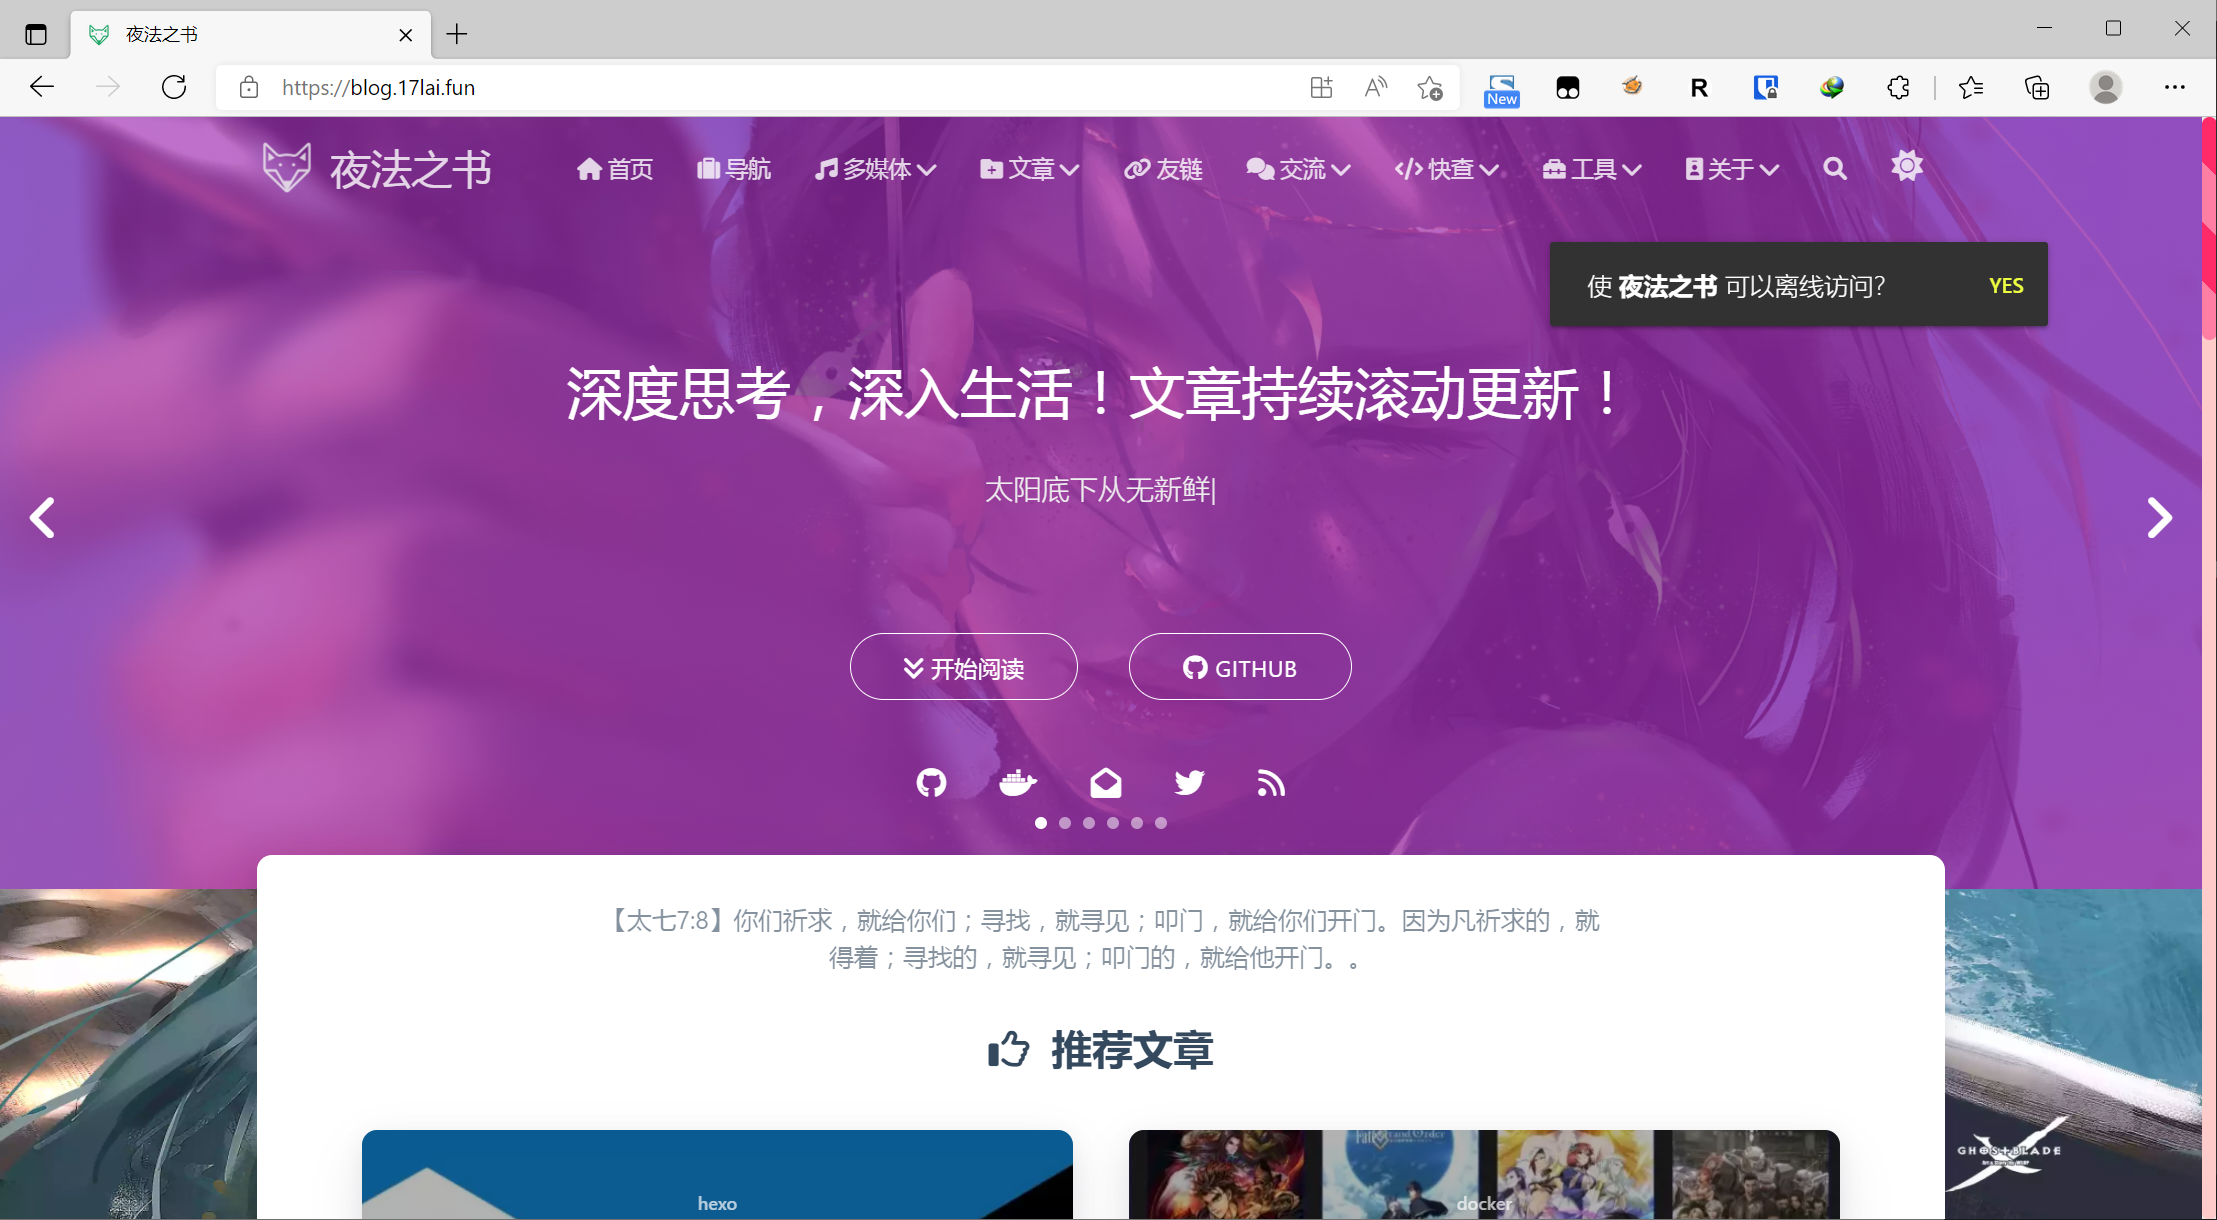 夜法之书
https://blog.17lai.fun
New
R
夜法之书
首页
导航
多媒体
文章
友链
交流
快查
工具
关于
使 夜法之书 可以离线访问?
YES
深度思考，深入生活！文章持续滚动更新！
太阳底下从无新鲜|
开始阅读
GITHUB
【太七7:8】你们祈求，就给你们；寻找，就寻见；叩门，就给你们开门。因为凡祈求的，就
得着；寻找的，就寻见；叩门的，就给他开门。。
推荐文章
hexo
docker
GHOSTBLADE